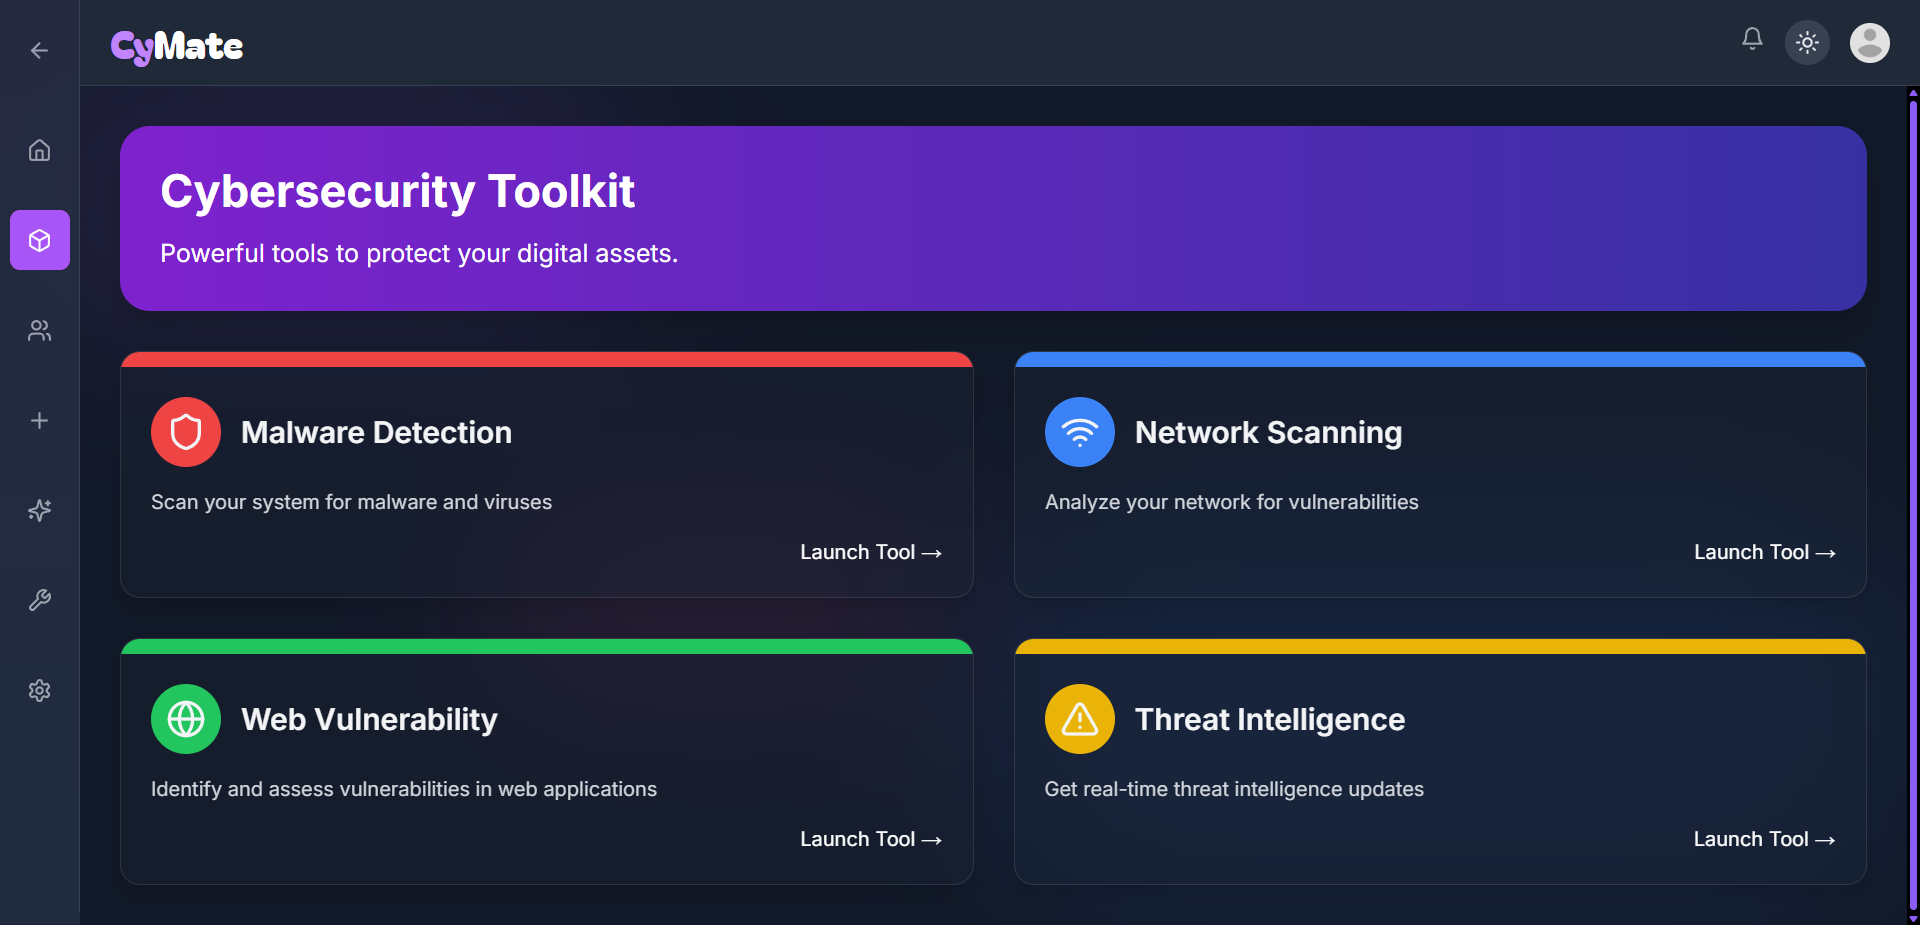 CyMate
Cybersecurity Toolkit
Powerful tools to protect your digital assets.
Malware Detection
Scan your system for malware and viruses
Launch Tool →
Network Scanning
Analyze your network for vulnerabilities
Launch Tool →
Web Vulnerability
Identify and assess vulnerabilities in web applications
Launch Tool →
Threat Intelligence
Get real-time threat intelligence updates
Launch Tool →